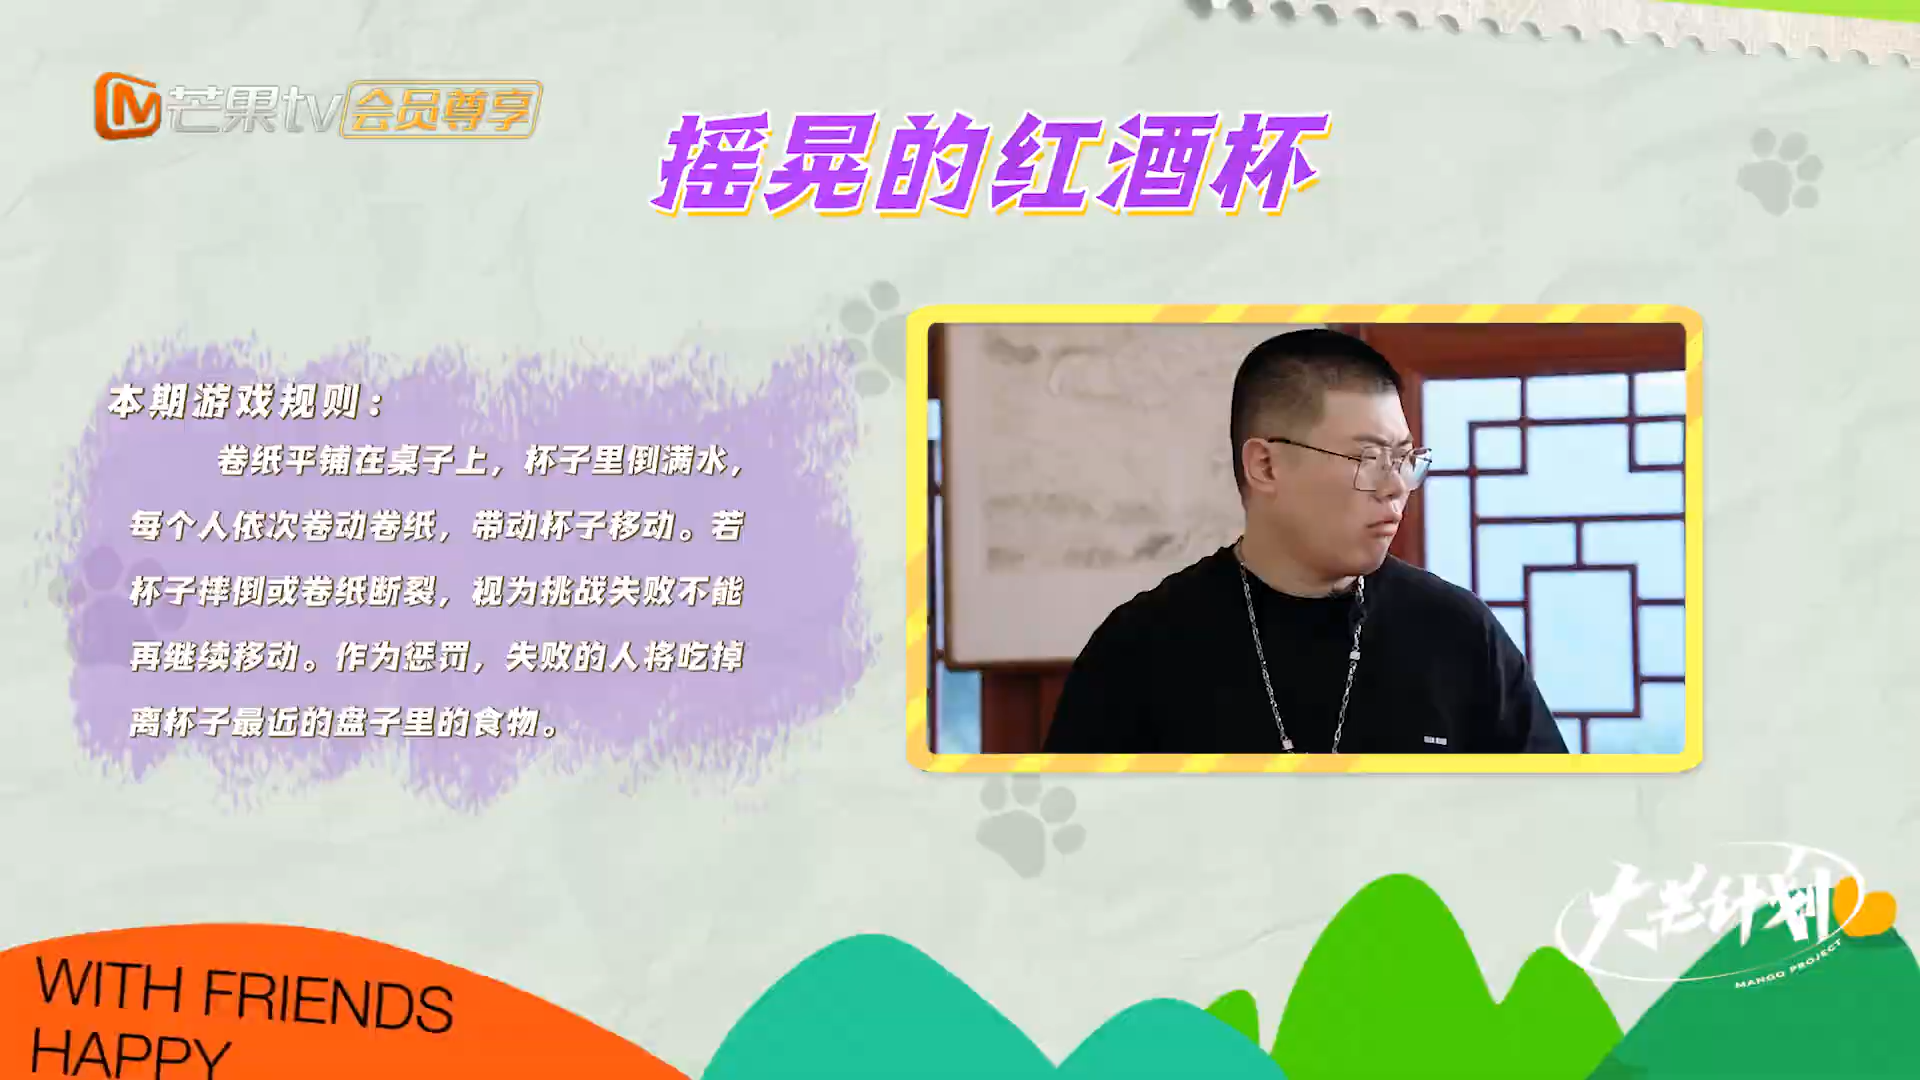 芒果tv会员尊享
摇晃的红酒杯
本期游戏规则：
卷纸平铺在桌子上，杯子里倒满水，
每个人依次卷动卷纸，带动杯子移动。若
杯子摔倒或卷纸断裂，视为挑战失败不能
再继续移动。作为惩罚，失败的人将吃掉
离杯子最近的盘子里的食物。
大芒计划
MANGO PROJECT
WITH FRIENDS
HAPPY